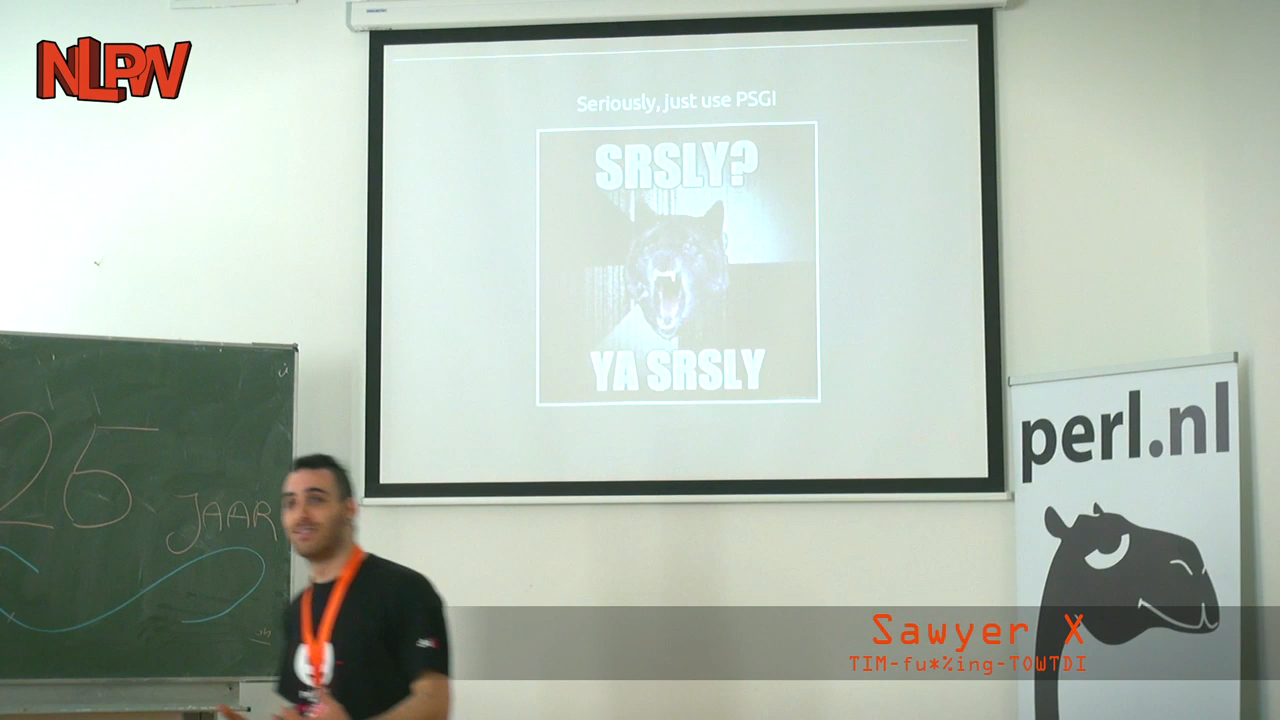 NLPW
Seriously, just use PSGI
SRSLY?
YA SRSLY
25
JAAR
perl.nl
Sawyer X
TIM-fu*%ing-TOWTDI